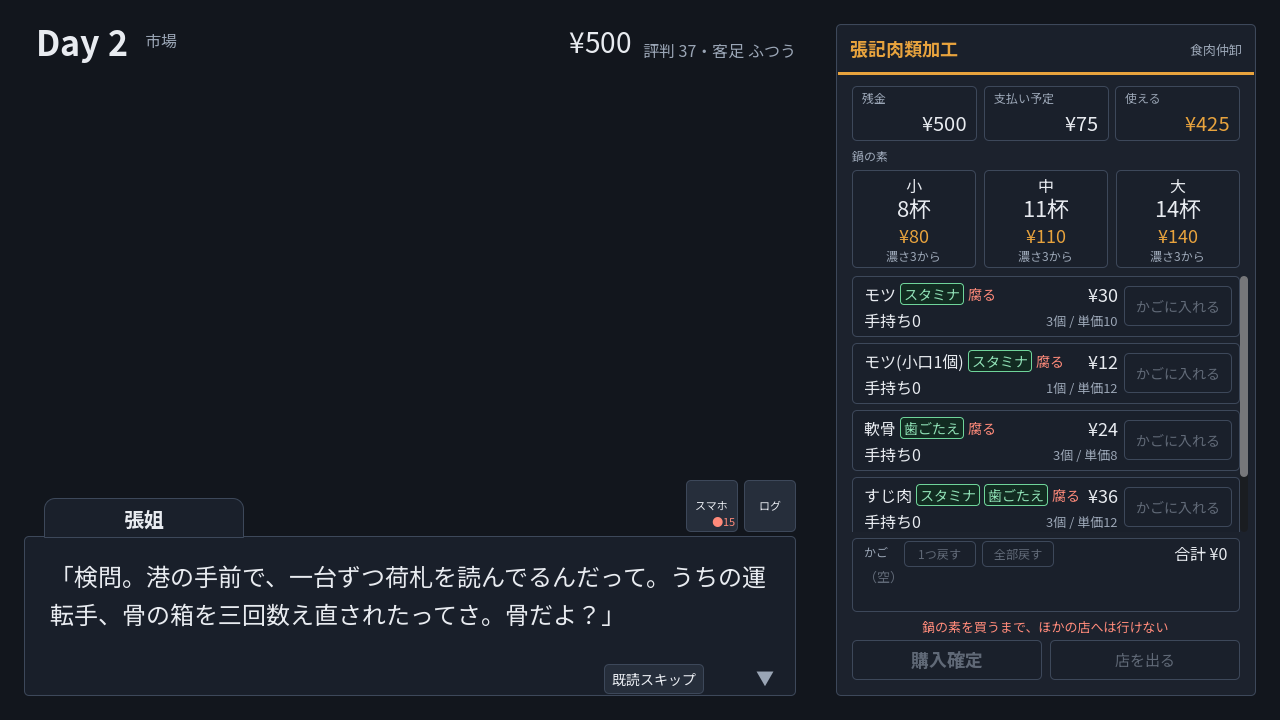 Day 2 市場
¥500 評判 37・客足 ふつう
張記肉類加工 食肉仲卸
残金 ¥500
支払い予定 ¥75
使える ¥425
鍋の素
小
8杯
¥80
濃さ3から
中
11杯
¥110
濃さ3から
大
14杯
¥140
濃さ3から
モツ スタミナ 腐る ¥30
手持ち0 3個 / 単価10
かごに入れる
モツ(小口1個) スタミナ 腐る ¥12
手持ち0 1個 / 単価12
かごに入れる
軟骨 歯ごたえ 腐る ¥24
手持ち0 3個 / 単価8
かごに入れる
すじ肉 スタミナ 歯ごたえ 腐る ¥36
手持ち0 3個 / 単価12
かごに入れる
かご 1つ戻す 全部戻す 合計 ¥0
（空）
鍋の素を買うまで、ほかの店へは行けない
購入確定 店を出る
スマホ
15
ログ
張姐
「検問。港の手前で、一台ずつ荷札を読んでるんだって。うちの運
転手、骨の箱を三回数え直されたってさ。骨だよ？」
既読スキップ ▼